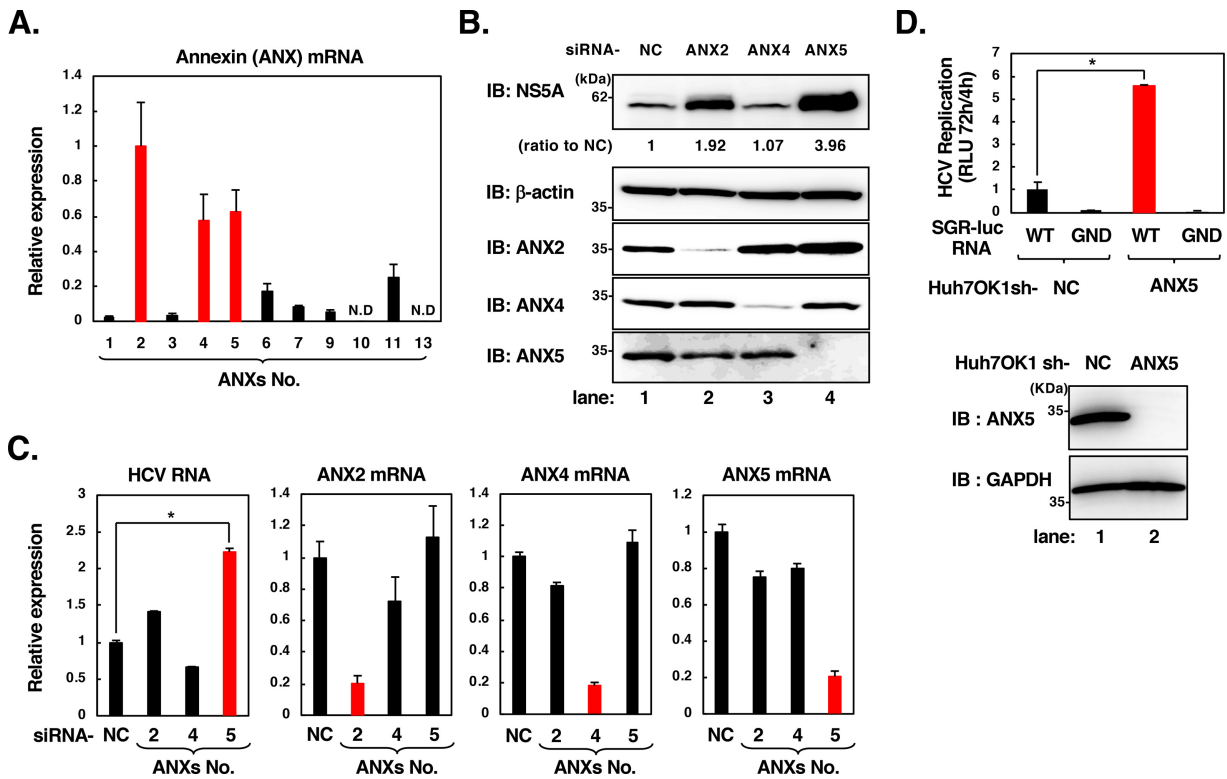 A.
Annexin (ANX) mRNA
Relative expression
1.4
1.2
1
0.8
0.6
0.4
0.2
0
N.D
N.D
1 2 3 4 5 6 7 9 10 11 13
ANXs No.
B.
siRNA- NC ANX2 ANX4 ANX5
(kDa)
IB: NS5A 62
(ratio to NC) 1 1.92 1.07 3.96
IB: β-actin
35
IB: ANX2 35
IB: ANX4 35
IB: ANX5 35
lane: 1 2 3 4
C.
HCV RNA
Relative expression
3
2.5
2
1.5
1
0.5
0
*
siRNA- NC 2 4 5
ANXs No.
ANX2 mRNA
1.4
1.2
1
0.8
0.6
0.4
0.2
0
NC 2 4 5
ANXs No.
ANX4 mRNA
1.4
1.2
1
0.8
0.6
0.4
0.2
0
NC 2 4 5
ANXs No.
ANX5 mRNA
1.2
1
0.8
0.6
0.4
0.2
0
NC 2 4 5
ANXs No.
D.
HCV Replication
(RLU 72h/4h)
7
6
5
4
3
2
1
0
*
SGR-luc
RNA
WT GND WT GND
Huh7OK1sh- NC ANX5
Huh7OK1 sh- NC ANX5
(KDa)
IB : ANX5 35
IB : GAPDH
35
lane: 1 2